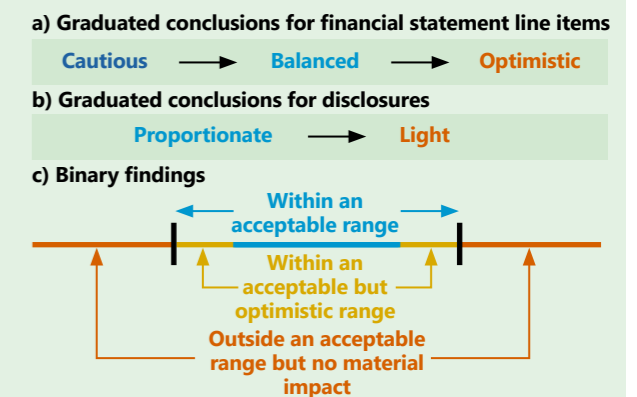 a) Graduated conclusions for financial statement line items
Cautious Balanced Optimistic
b) Graduated conclusions for disclosures
Proportionate Light
c) Binary findings
Within an
acceptable range
Within an
acceptable but
optimistic range
Outside an acceptable
range but no material
impact